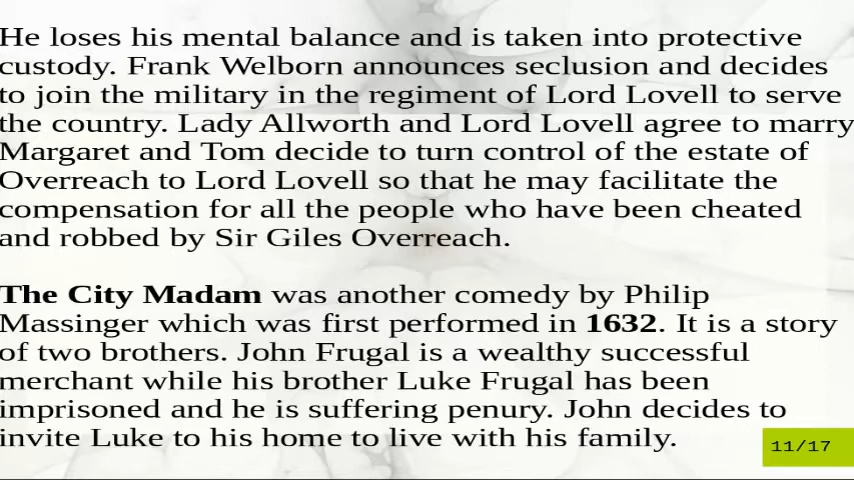 He loses his mental balance and is taken into protective
custody. Frank Welborn announces seclusion and decides
to join the military in the regiment of Lord Lovell to serve
the country. Lady Allworth and Lord Lovell agree to marry
Margaret and Tom decide to turn control of the estate of
Overreach to Lord Lovell so that he may facilitate the
compensation for all the people who have been cheated
and robbed by Sir Giles Overreach.
The City Madam was another comedy by Philip
Massinger which was first performed in 1632. It is a story
of two brothers. John Frugal is a wealthy successful
merchant while his brother Luke Frugal has been
imprisoned and he is suffering penury. John decides to
invite Luke to his home to live with his family.
11/17